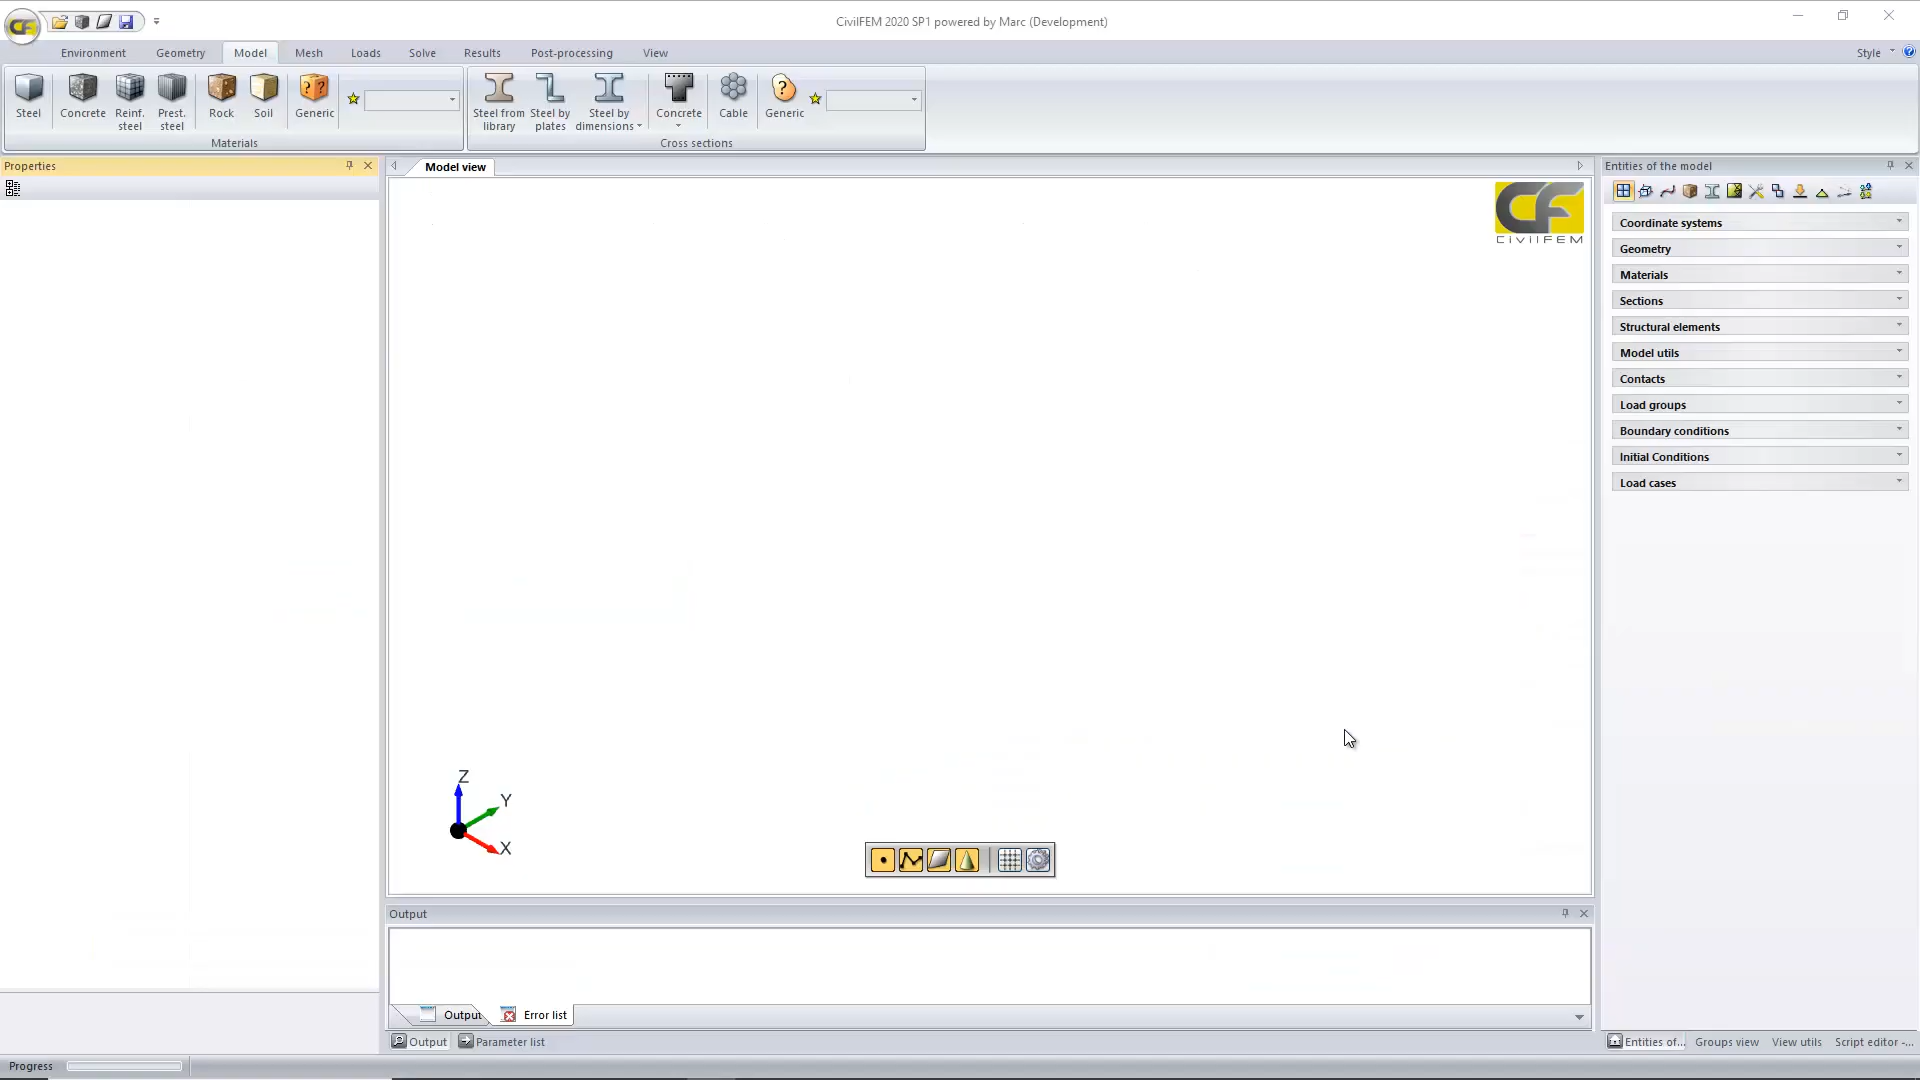 CivilFEM 2020 SP1 powered by Marc (Development)
Environment Geometry Model Mesh Loads Solve Results Post-processing View Style
Steel Concrete Reinf. steel Prest. steel Rock Soil Generic
Steel from library Steel by plates Steel by dimensions Concrete Cable Generic
Materials Cross sections
Properties
Model view
Entities of the model
CF
CIVILFEM
Coordinate systems
Geometry
Materials
Sections
Structural elements
Model utils
Contacts
Load groups
Boundary conditions
Initial Conditions
Load cases
Z
Y
X
Output
Output Error list
Output Parameter list
Entities of... Groups view View utils Script editor -...
Progress